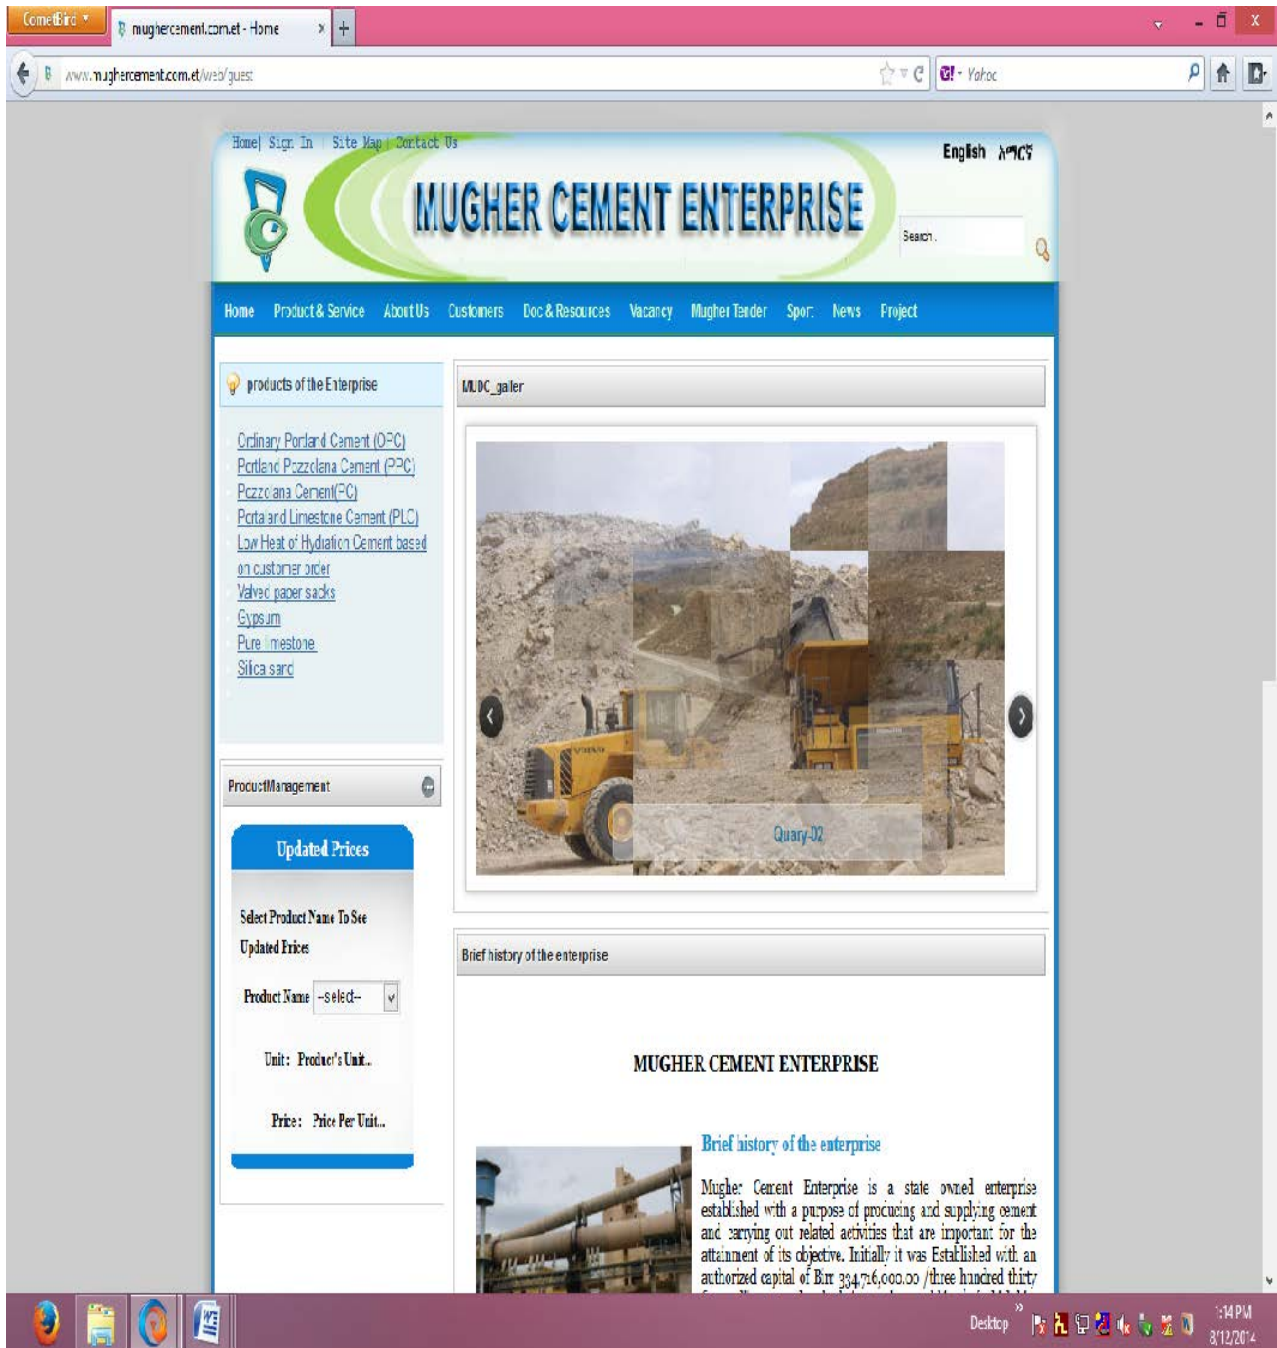 CometBird
mughercement.com.et - Home
www.mughercement.com.et/web/guest
Yahoo
Home| Sign In | Site Map | Contact Us
English አማርኛ
MUGHER CEMENT ENTERPRISE
Search .
Home Product & Service About Us Customers Doc & Resources Vacancy Mugher Tender Sport News Project
products of the Enterprise
Ordinary Portland Cement (OPC)
Portland Pozzolana Cement (PPC)
Pozzolana Cement(PC)
Portaland Limestone Cement (PLC)
Low Heat of Hydration Cement based
on customer order
Valved paper sacks
Gypsum
Pure limestone
Silica sand
MUDC_galler
VOLVO
Quary-02
ProductManagement
Updated Prices
Select Product Name To See
Updated Prices
Product Name --select--
Unit : Product's Unit...
Price : Price Per Unit...
Brief history of the enterprise
MUGHER CEMENT ENTERPRISE
Brief history of the enterprise
Mugher Cement Enterprise is a state owned enterprise
established with a purpose of producing and supplying cement
and carrying out related activities that are important for the
attainment of its objective. Initially it was Established with an
authorized capital of Birr 334,716,000.00 /three hundred thirty
Desktop
1:14 PM
8/12/2014